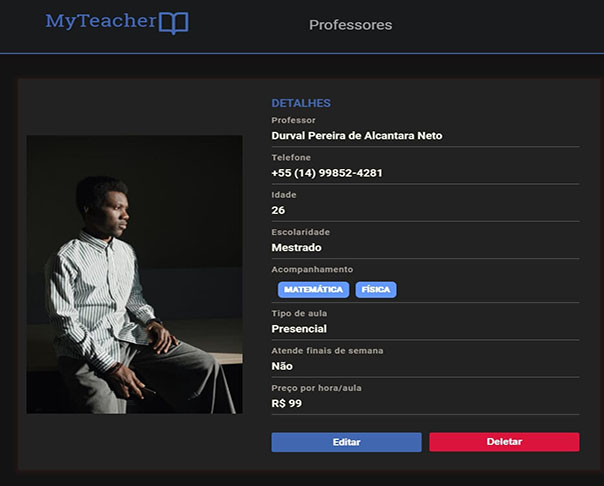 MyTeacher
Professores
DETALHES
Professor
Durval Pereira de Alcantara Neto
Telefone
+55 (14) 99852-4281
Idade
26
Escolaridade
Mestrado
Acompanhamento
MATEMÁTICA FÍSICA
Tipo de aula
Presencial
Atende finais de semana
Não
Preço por hora/aula
R$ 99
Editar Deletar